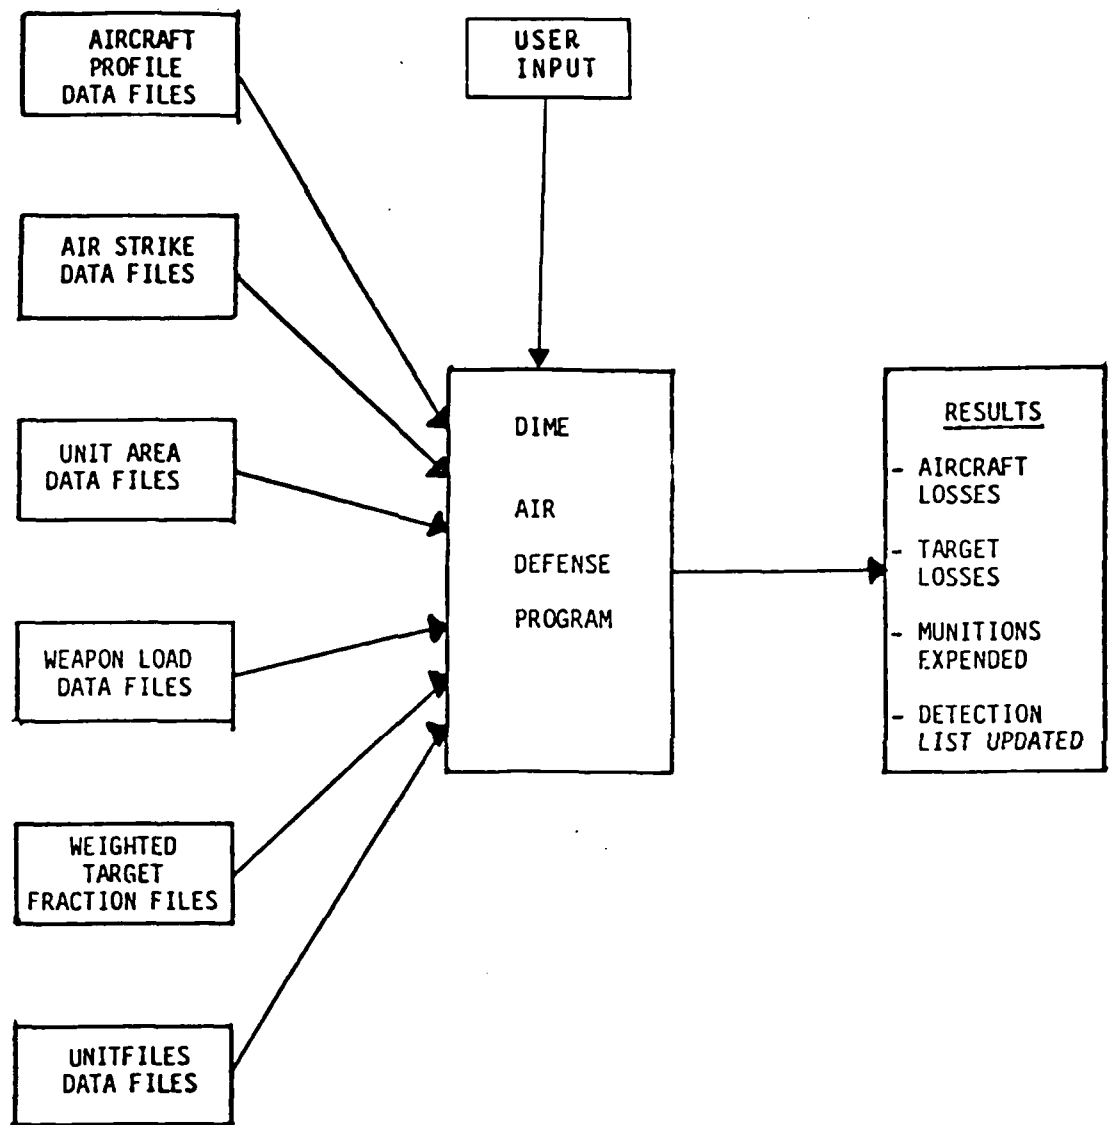 AIRCRAFT
PROFILE
DATA FILES
USER
INPUT
AIR STRIKE
DATA FILES
UNIT AREA
DATA FILES
WEAPON LOAD
DATA FILES
WEIGHTED
TARGET
FRACTION FILES
UNITFILES
DATA FILES
DIME
AIR
DEFENSE
PROGRAM
RESULTS
- AIRCRAFT
LOSSES
- TARGET
LOSSES
- MUNITIONS
EXPENDED
- DETECTION
LIST UPDATED